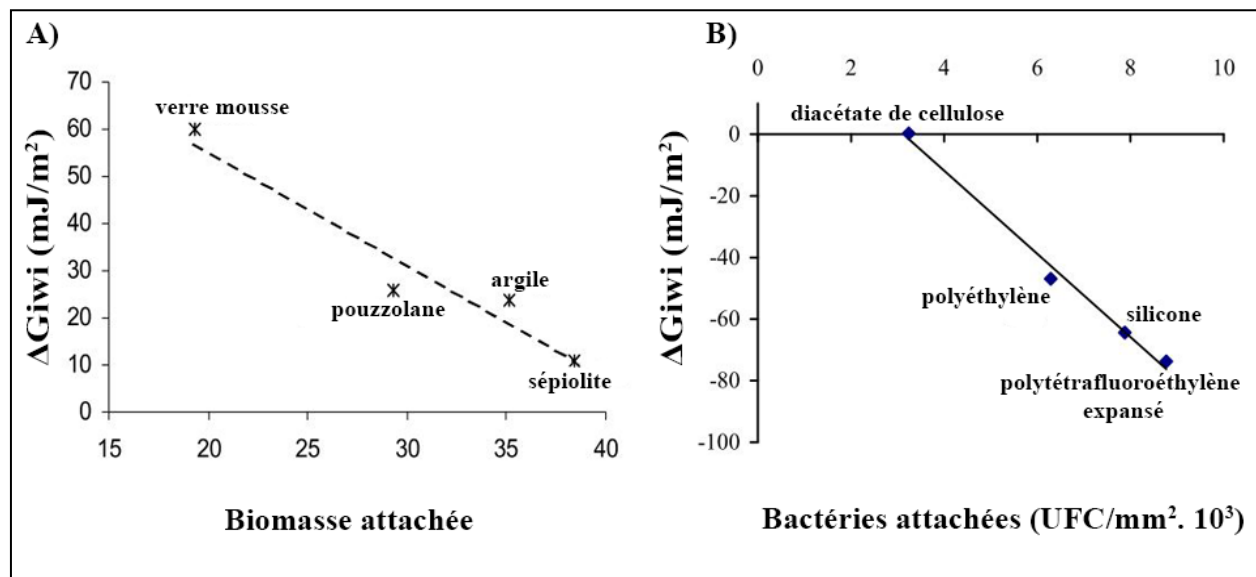 A)
70
60
50
40
30
20
10
0
15 20 25 30 35 40
ΔGiwi (mJ/m²)
verre mousse
pouzzolane
argile
sépiolite
Biomasse attachée
B)
0 2 4 6 8 10
0
-20
-40
-60
-80
-100
ΔGiwi (mJ/m²)
diacétate de cellulose
polyéthylène
silicone
polytétrafluoroéthylène
expansé
Bactéries attachées (UFC/mm². 10³)